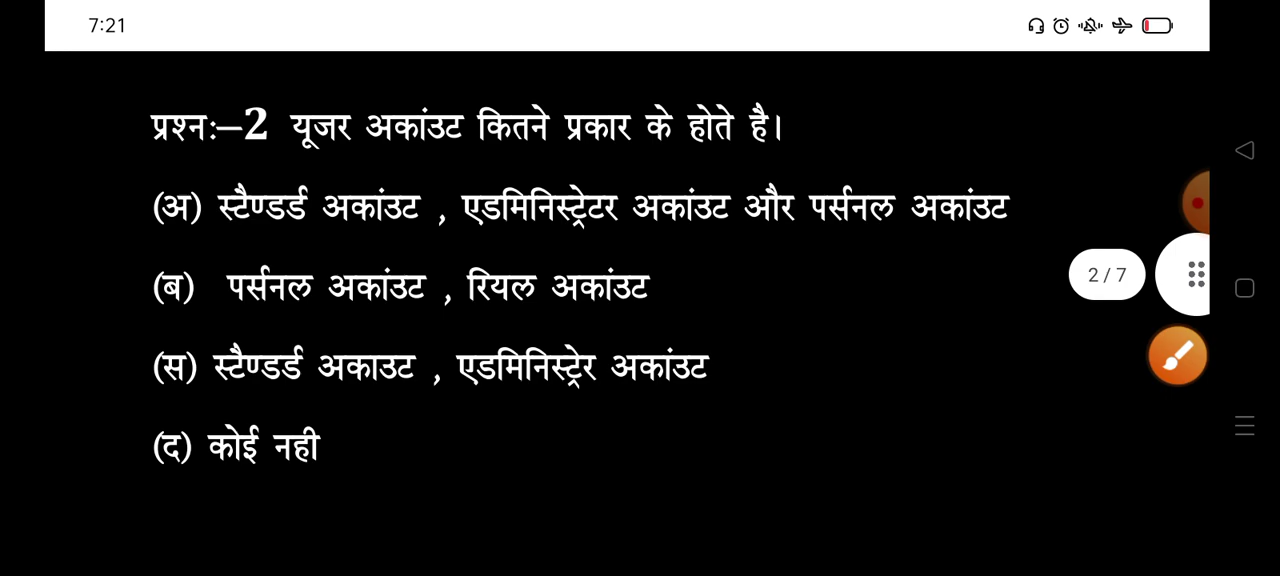 7:21
प्रश्नः–2 यूजर अकांउट कितने प्रकार के होते है।
(अ) स्टैण्डर्ड अकांउट , एडमिनिस्ट्रेटर अकांउट और पर्सनल अकांउट
(ब) पर्सनल अकांउट , रियल अकांउट
2 / 7
(स) स्टैण्डर्ड अकाउट , एडमिनिस्ट्रेर अकांउट
(द) कोई नही